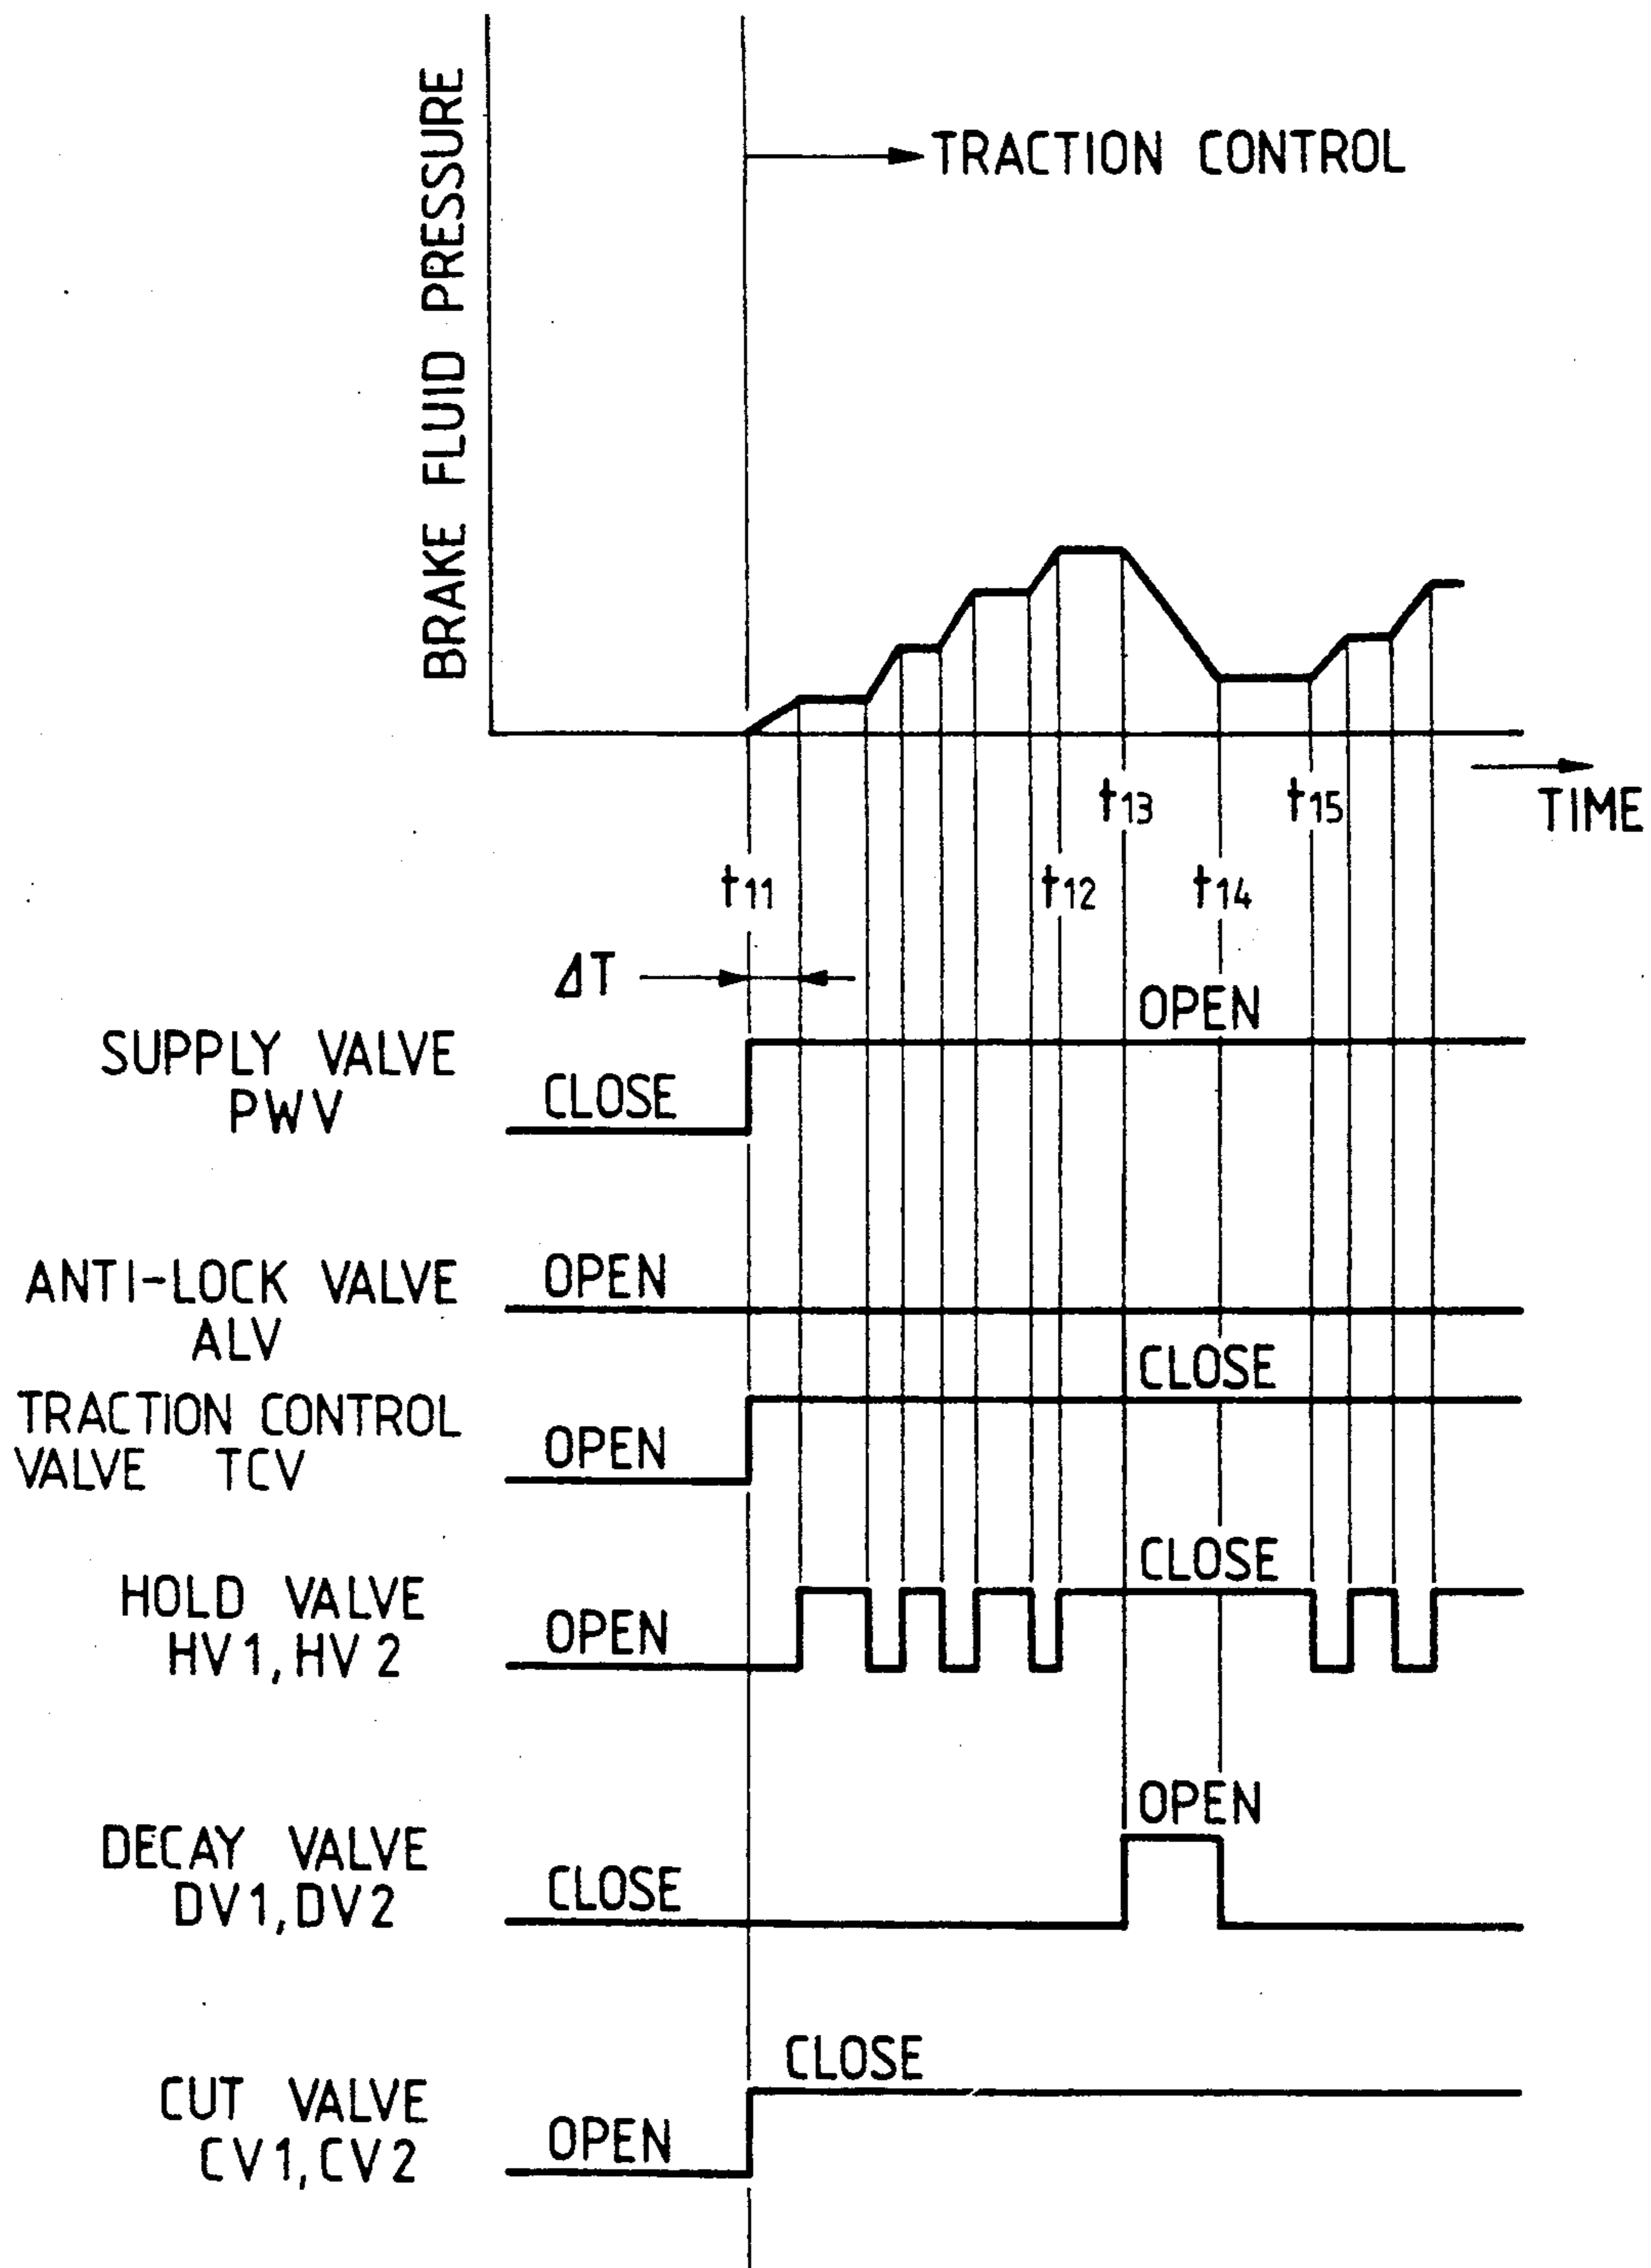 BRAKE FLUID PRESSURE
TRACTION CONTROL
TIME
t13
t15
t11
t12
t14
ΔT
OPEN
SUPPLY VALVE
PWV
CLOSE
ANTI-LOCK VALVE
ALV
OPEN
CLOSE
TRACTION CONTROL
VALVE TCV
OPEN
CLOSE
HOLD VALVE
HV1, HV2
OPEN
OPEN
DECAY VALVE
DV1, DV2
CLOSE
CLOSE
CUT VALVE
CV1, CV2
OPEN